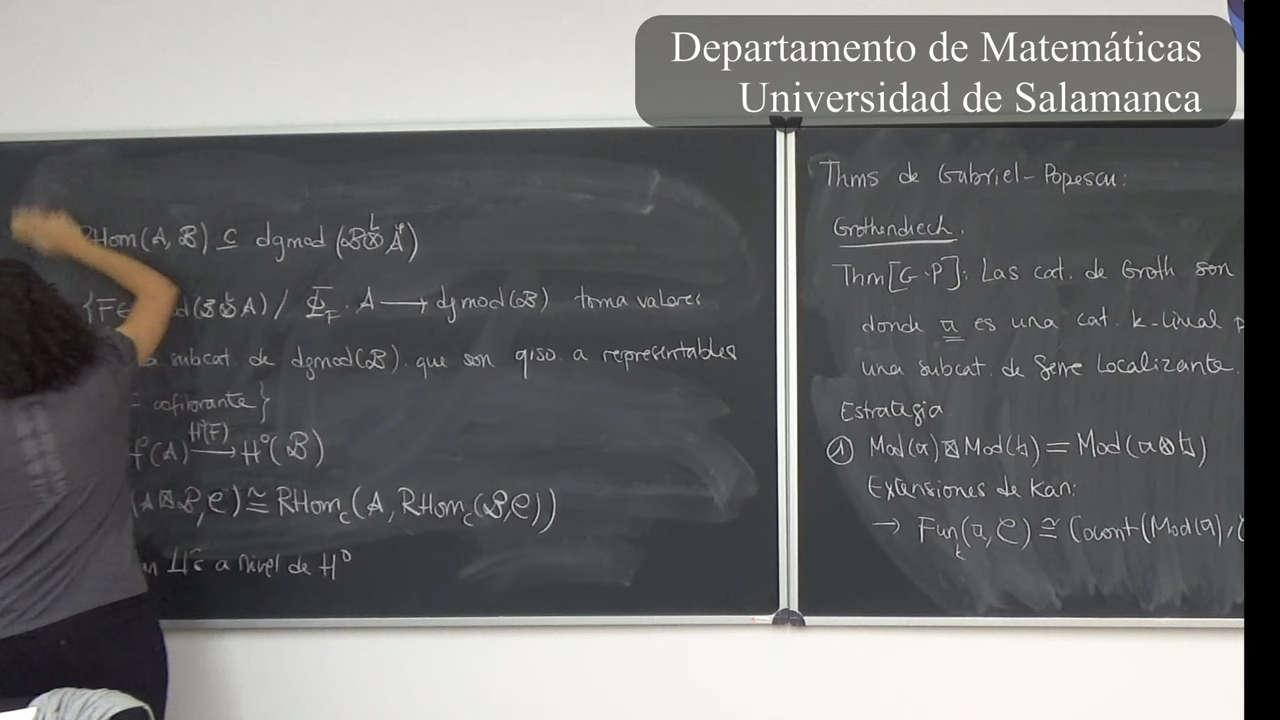 Departamento de Matemáticas
Universidad de Salamanca
RHom(A, B) ⊆ dgmod (B ⊗ᴸ A°)
{F∈ (B ⊗ᴸ A) / Φ_F : A ⟶ dgmod(B) toma valores
subcat. de dgmod(B) que son qiso a representables
cofibrante}
(A) ⟶ H°(F) H°(B)
(A⊠B, C) ≅ RHom_c(A, RHom_c(B, C))
a nivel de H⁰
Thms de Gabriel-Popescu:
Grothendieck.
Thm [G-P]: Las cat. de Groth son
donde a es una cat. k-lineal
una subcat. de Serre Localizante.
Estrategia
① Mod(a) ⊠ Mod(b) = Mod(a⊗b)
Extensiones de Kan:
→ Fun_k(a, C) ≅ Cocont(Mod(a),